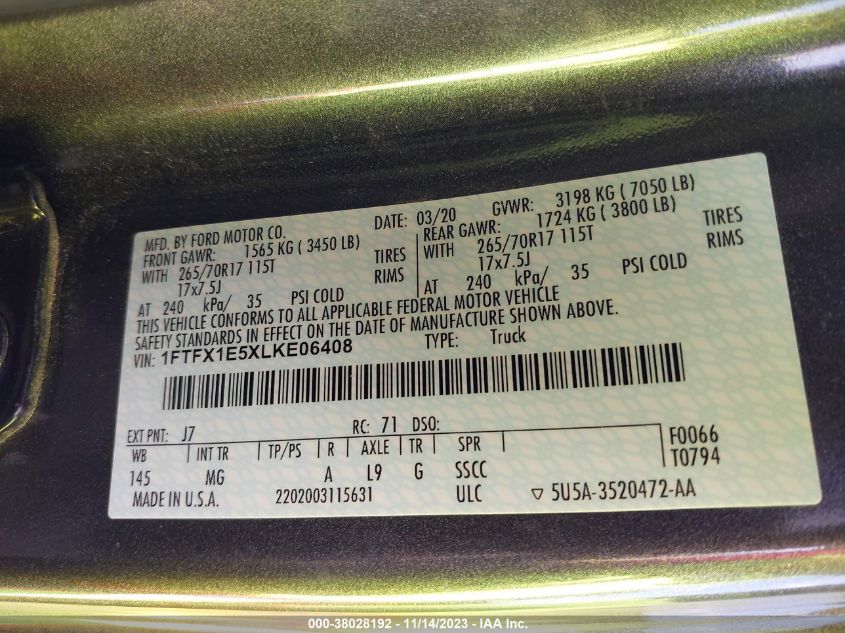 MFD. BY FORD MOTOR CO. DATE: 03/20 GVWR: 3198 KG ( 7050 LB)
FRONT GAWR: 1565 KG ( 3450 LB) REAR GAWR: 1724 KG ( 3800 LB)
WITH 265/70R17 115T TIRES WITH 265/70R17 115T TIRES
17x7.5J RIMS 17x7.5J RIMS
AT 240 kPa/ 35 PSI COLD AT 240 kPa/ 35 PSI COLD
THIS VEHICLE CONFORMS TO ALL APPLICABLE FEDERAL MOTOR VEHICLE
SAFETY STANDARDS IN EFFECT ON THE DATE OF MANUFACTURE SHOWN ABOVE.
VIN: 1FTFX1E5XLKE06408 TYPE: Truck
EXT PNT: J7 RC: 71 DSO: F0066
WB INT TR TP/PS R AXLE TR SPR T0794
145 MG A L9 G SSCC
MADE IN U.S.A. 2202003115631 ULC ▽ 5U5A-3520472-AA
000-38028192 - 11/14/2023 - IAA Inc.